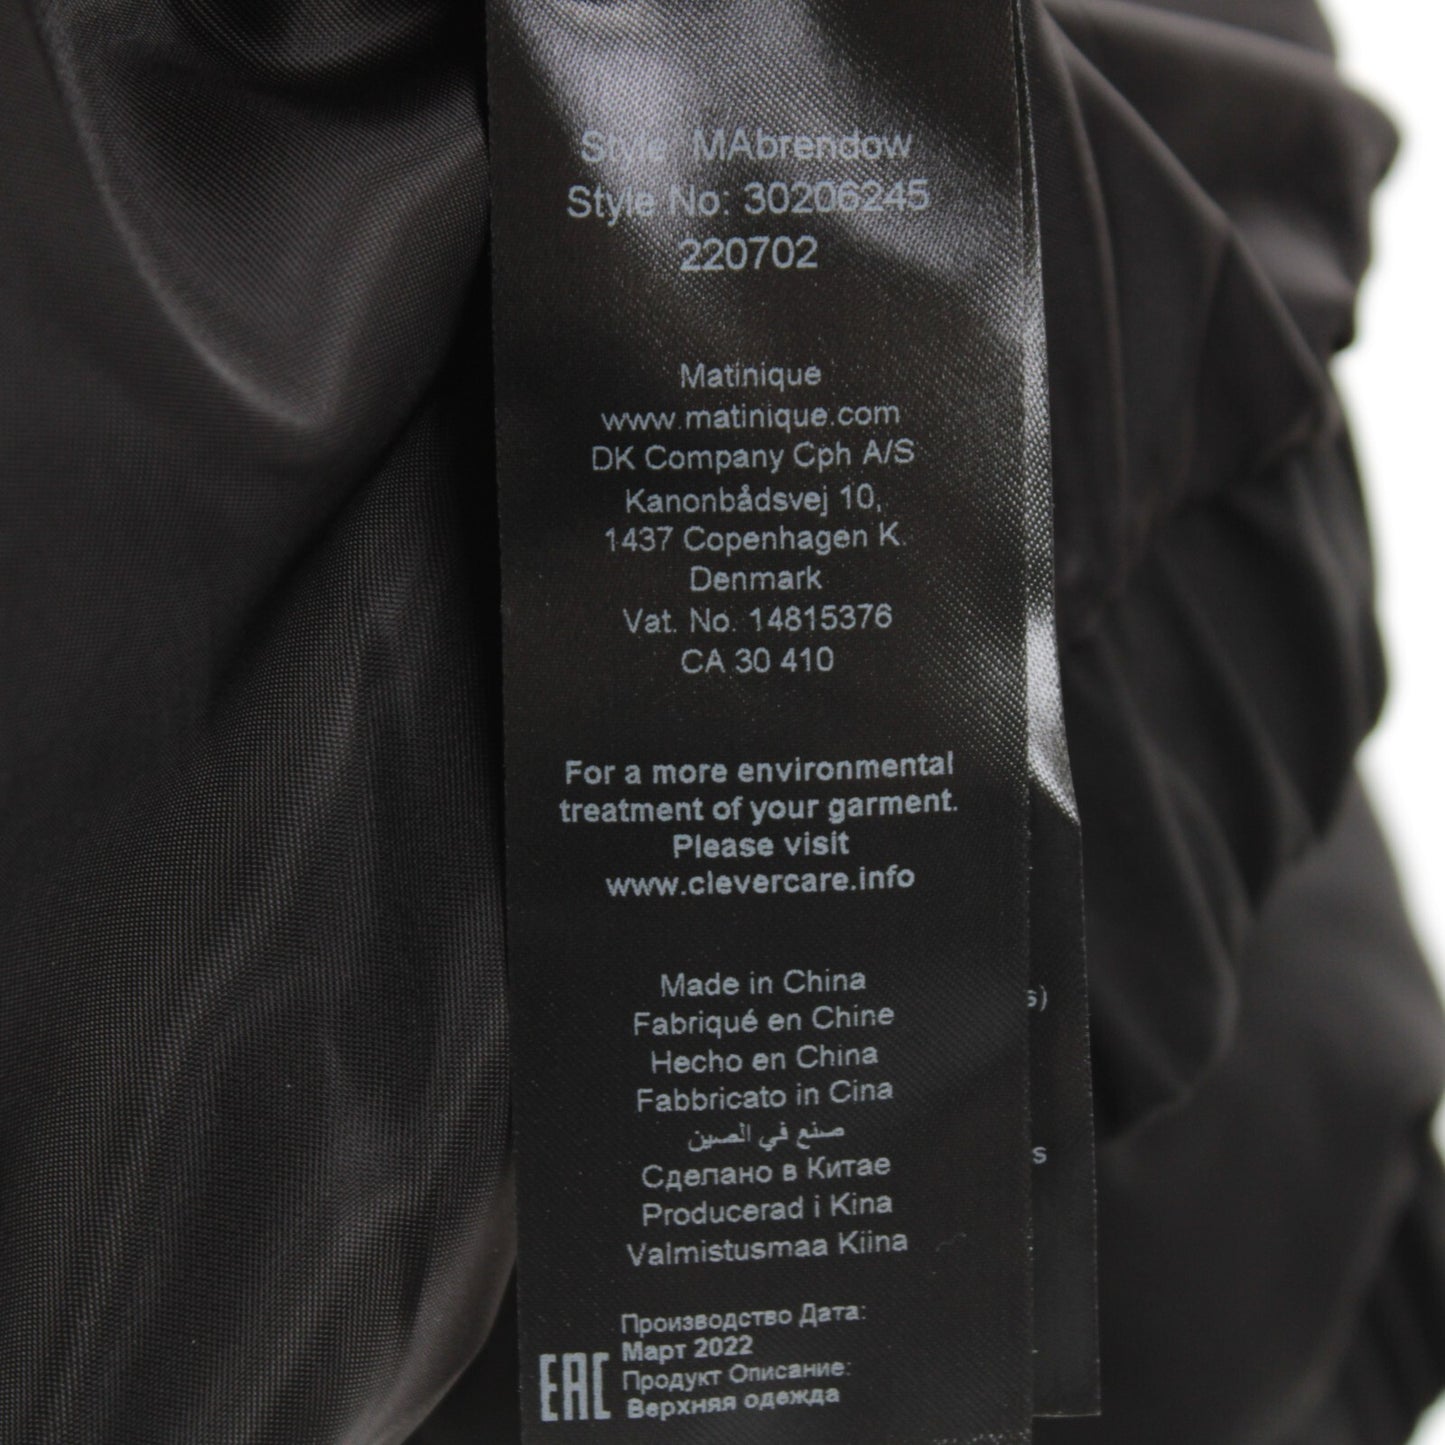 Style: MAbrendow
Style No: 30206245
220702
Matinique
www.matinique.com
DK Company Cph A/S
Kanonbådsvej 10,
1437 Copenhagen K
Denmark
Vat. No. 14815376
CA 30 410
For a more environmental
treatment of your garment.
Please visit
www.clevercare.info
Made in China
Fabriqué en Chine
Hecho en China
Fabbricato in Cina
صنع في الصين
Сделано в Китае
Producerad i Kina
Valmistusmaa Kiina
Производство Дата:
Март 2022
Продукт Описание:
Верхняя одежда
EAC
s)
s